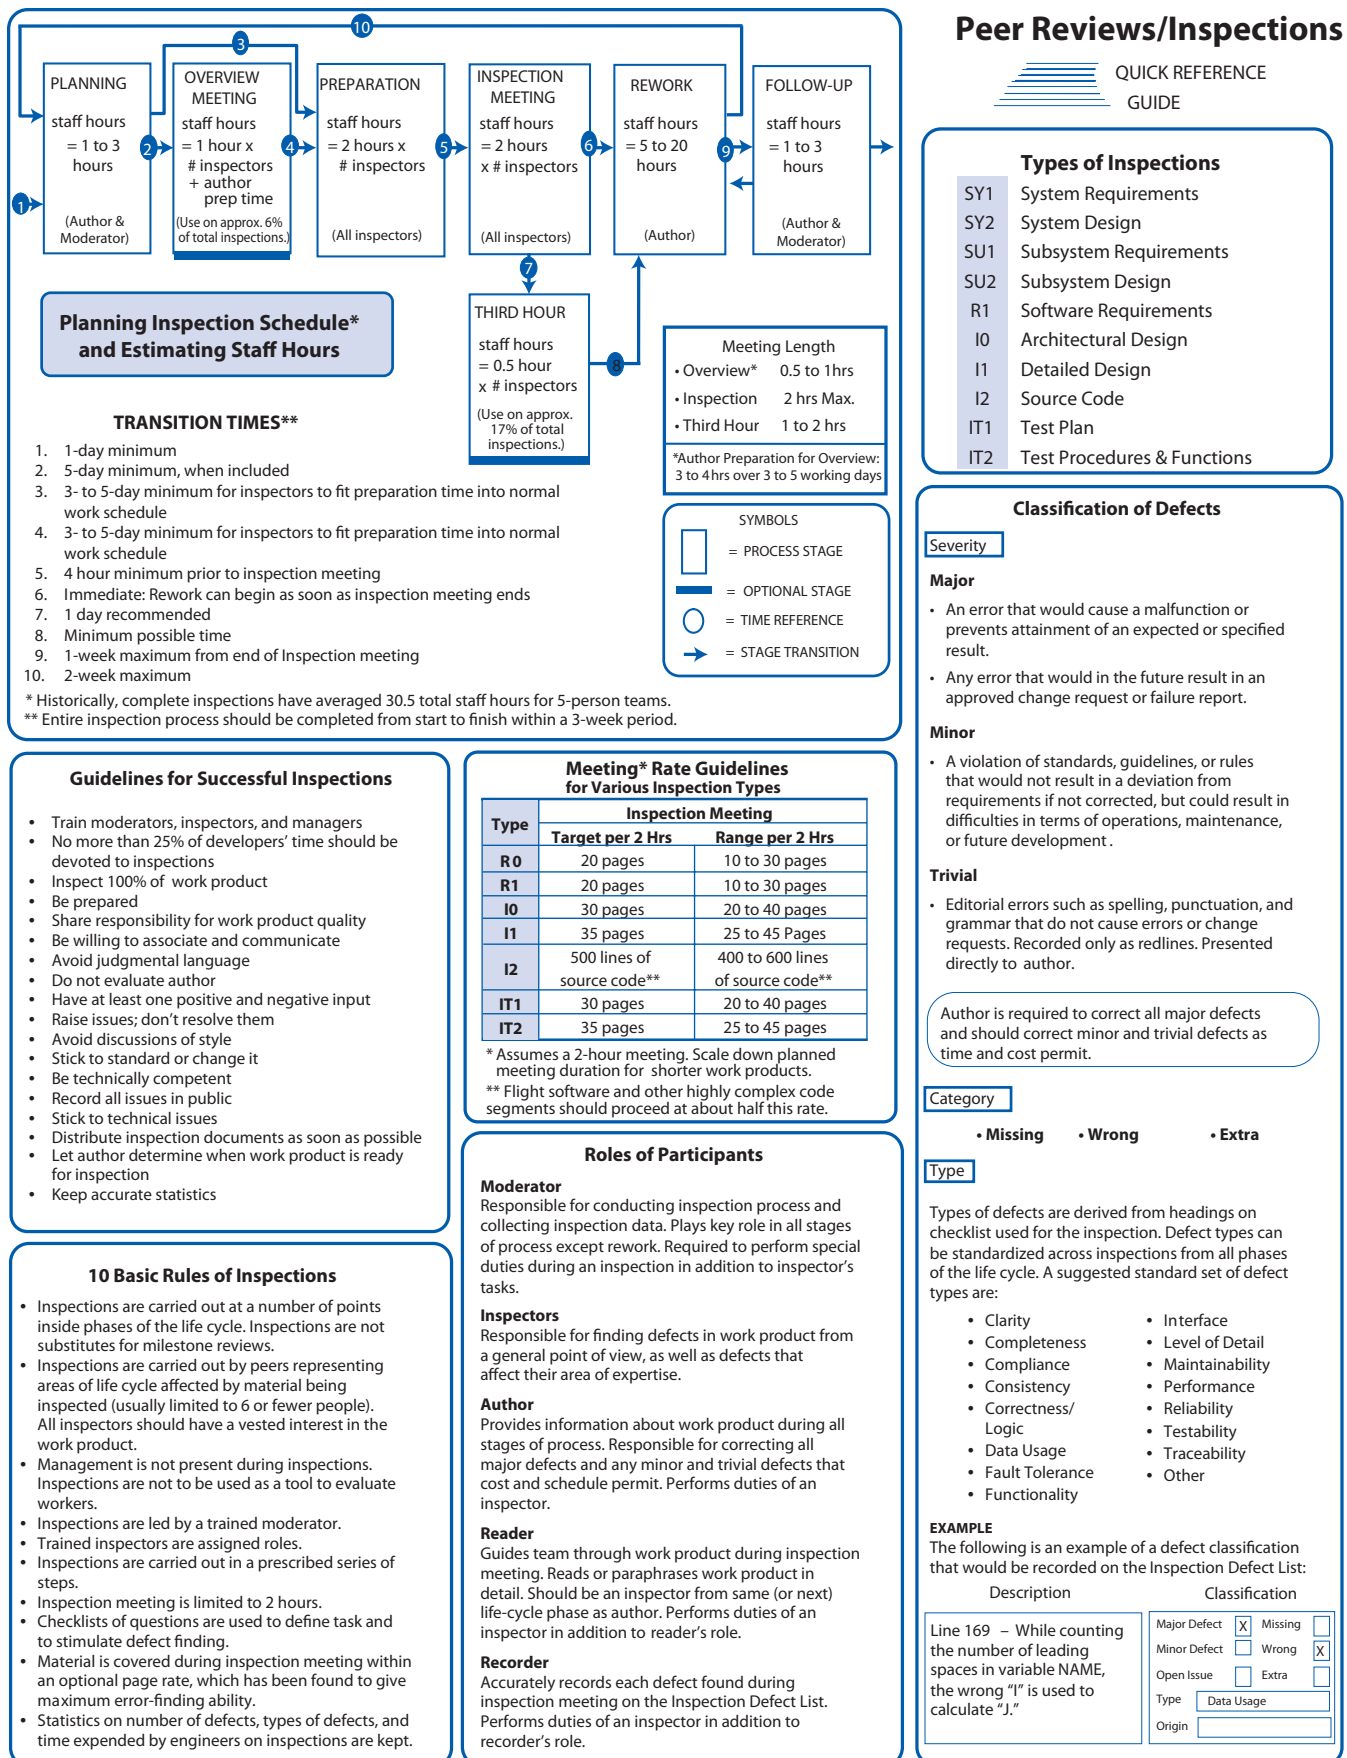 Peer Reviews/Inspections
QUICK REFERENCE
GUIDE
10
3
PLANNING
staff hours
= 1 to 3
hours
(Author &
Moderator)
1
2
OVERVIEW
MEETING
staff hours
= 1 hour x
# inspectors
+ author
prep time
(Use on approx. 6%
of total inspections.)
4
PREPARATION
staff hours
= 2 hours x
# inspectors
(All inspectors)
5
INSPECTION
MEETING
staff hours
= 2 hours
x # inspectors
(All inspectors)
6
REWORK
staff hours
= 5 to 20
hours
(Author)
9
FOLLOW-UP
staff hours
= 1 to 3
hours
(Author &
Moderator)
7
THIRD HOUR
staff hours
= 0.5 hour
x # inspectors
(Use on approx.
17% of total
inspections.)
8
Planning Inspection Schedule*
and Estimating Staff Hours
Meeting Length
• Overview* 0.5 to 1hrs
• Inspection 2 hrs Max.
• Third Hour 1 to 2 hrs
*Author Preparation for Overview:
3 to 4 hrs over 3 to 5 working days
SYMBOLS
= PROCESS STAGE
= OPTIONAL STAGE
= TIME REFERENCE
= STAGE TRANSITION
TRANSITION TIMES**
1. 1-day minimum
2. 5-day minimum, when included
3. 3- to 5-day minimum for inspectors to fit preparation time into normal
work schedule
4. 3- to 5-day minimum for inspectors to fit preparation time into normal
work schedule
5. 4 hour minimum prior to inspection meeting
6. Immediate: Rework can begin as soon as inspection meeting ends
7. 1 day recommended
8. Minimum possible time
9. 1-week maximum from end of Inspection meeting
10. 2-week maximum
* Historically, complete inspections have averaged 30.5 total staff hours for 5-person teams.
** Entire inspection process should be completed from start to finish within a 3-week period.
Types of Inspections
SY1 System Requirements
SY2 System Design
SU1 Subsystem Requirements
SU2 Subsystem Design
R1 Software Requirements
I0 Architectural Design
I1 Detailed Design
I2 Source Code
IT1 Test Plan
IT2 Test Procedures & Functions
Guidelines for Successful Inspections
• Train moderators, inspectors, and managers
• No more than 25% of developers' time should be
devoted to inspections
• Inspect 100% of work product
• Be prepared
• Share responsibility for work product quality
• Be willing to associate and communicate
• Avoid judgmental language
• Do not evaluate author
• Have at least one positive and negative input
• Raise issues; don't resolve them
• Avoid discussions of style
• Stick to standard or change it
• Be technically competent
• Record all issues in public
• Stick to technical issues
• Distribute inspection documents as soon as possible
• Let author determine when work product is ready
for inspection
• Keep accurate statistics
10 Basic Rules of Inspections
• Inspections are carried out at a number of points
inside phases of the life cycle. Inspections are not
substitutes for milestone reviews.
• Inspections are carried out by peers representing
areas of life cycle affected by material being
inspected (usually limited to 6 or fewer people).
All inspectors should have a vested interest in the
work product.
• Management is not present during inspections.
Inspections are not to be used as a tool to evaluate
workers.
• Inspections are led by a trained moderator.
• Trained inspectors are assigned roles.
• Inspections are carried out in a prescribed series of
steps.
• Inspection meeting is limited to 2 hours.
• Checklists of questions are used to define task and
to stimulate defect finding.
• Material is covered during inspection meeting within
an optional page rate, which has been found to give
maximum error-finding ability.
• Statistics on number of defects, types of defects, and
time expended by engineers on inspections are kept.
Meeting* Rate Guidelines
for Various Inspection Types
Type Inspection Meeting
Target per 2 Hrs Range per 2 Hrs
R0 20 pages 10 to 30 pages
R1 20 pages 10 to 30 pages
I0 30 pages 20 to 40 pages
I1 35 pages 25 to 45 Pages
I2 500 lines of 400 to 600 lines
source code** of source code**
IT1 30 pages 20 to 40 pages
IT2 35 pages 25 to 45 pages
* Assumes a 2-hour meeting. Scale down planned
meeting duration for shorter work products.
** Flight software and other highly complex code
segments should proceed at about half this rate.
Roles of Participants
Moderator
Responsible for conducting inspection process and
collecting inspection data. Plays key role in all stages
of process except rework. Required to perform special
duties during an inspection in addition to inspector's
tasks.
Inspectors
Responsible for finding defects in work product from
a general point of view, as well as defects that
affect their area of expertise.
Author
Provides information about work product during all
stages of process. Responsible for correcting all
major defects and any minor and trivial defects that
cost and schedule permit. Performs duties of an
inspector.
Reader
Guides team through work product during inspection
meeting. Reads or paraphrases work product in
detail. Should be an inspector from same (or next)
life-cycle phase as author. Performs duties of an
inspector in addition to reader's role.
Recorder
Accurately records each defect found during
inspection meeting on the Inspection Defect List.
Performs duties of an inspector in addition to
recorder's role.
Classification of Defects
Severity
Major
• An error that would cause a malfunction or
prevents attainment of an expected or specified
result.
• Any error that would in the future result in an
approved change request or failure report.
Minor
• A violation of standards, guidelines, or rules
that would not result in a deviation from
requirements if not corrected, but could result in
difficulties in terms of operations, maintenance,
or future development .
Trivial
• Editorial errors such as spelling, punctuation, and
grammar that do not cause errors or change
requests. Recorded only as redlines. Presented
directly to author.
Author is required to correct all major defects
and should correct minor and trivial defects as
time and cost permit.
Category
• Missing • Wrong • Extra
Type
Types of defects are derived from headings on
checklist used for the inspection. Defect types can
be standardized across inspections from all phases
of the life cycle. A suggested standard set of defect
types are:
• Clarity
• Completeness
• Compliance
• Consistency
• Correctness/
Logic
• Data Usage
• Fault Tolerance
• Functionality
• Interface
• Level of Detail
• Maintainability
• Performance
• Reliability
• Testability
• Traceability
• Other
EXAMPLE
The following is an example of a defect classification
that would be recorded on the Inspection Defect List:
Description
Line 169 – While counting
the number of leading
spaces in variable NAME,
the wrong "I" is used to
calculate "J."
Classification
Major Defect X Missing
Minor Defect Wrong X
Open Issue Extra
Type Data Usage
Origin